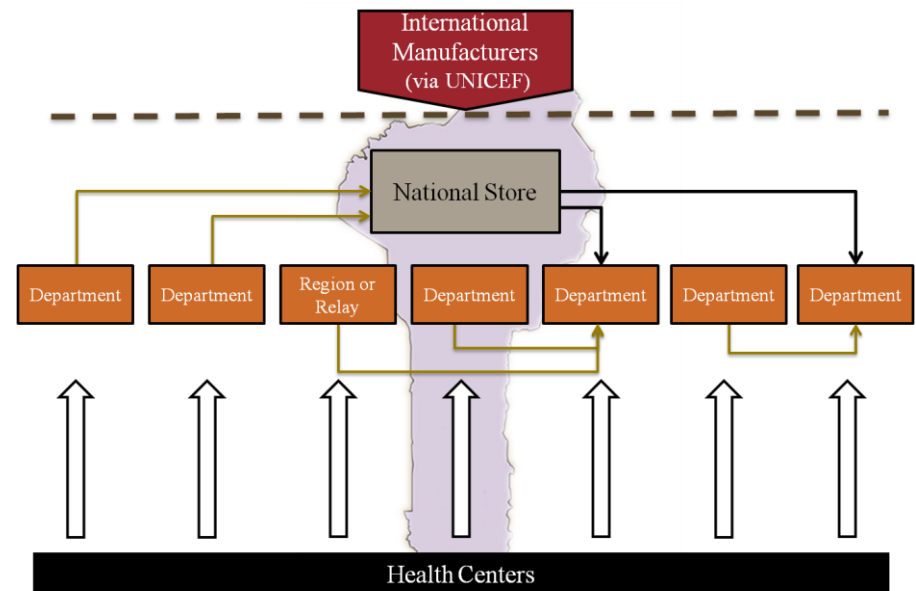 International
Manufacturers
(via UNICEF)
National Store
Department
Department
Region or
Relay
Department
Department
Department
Department
Health Centers